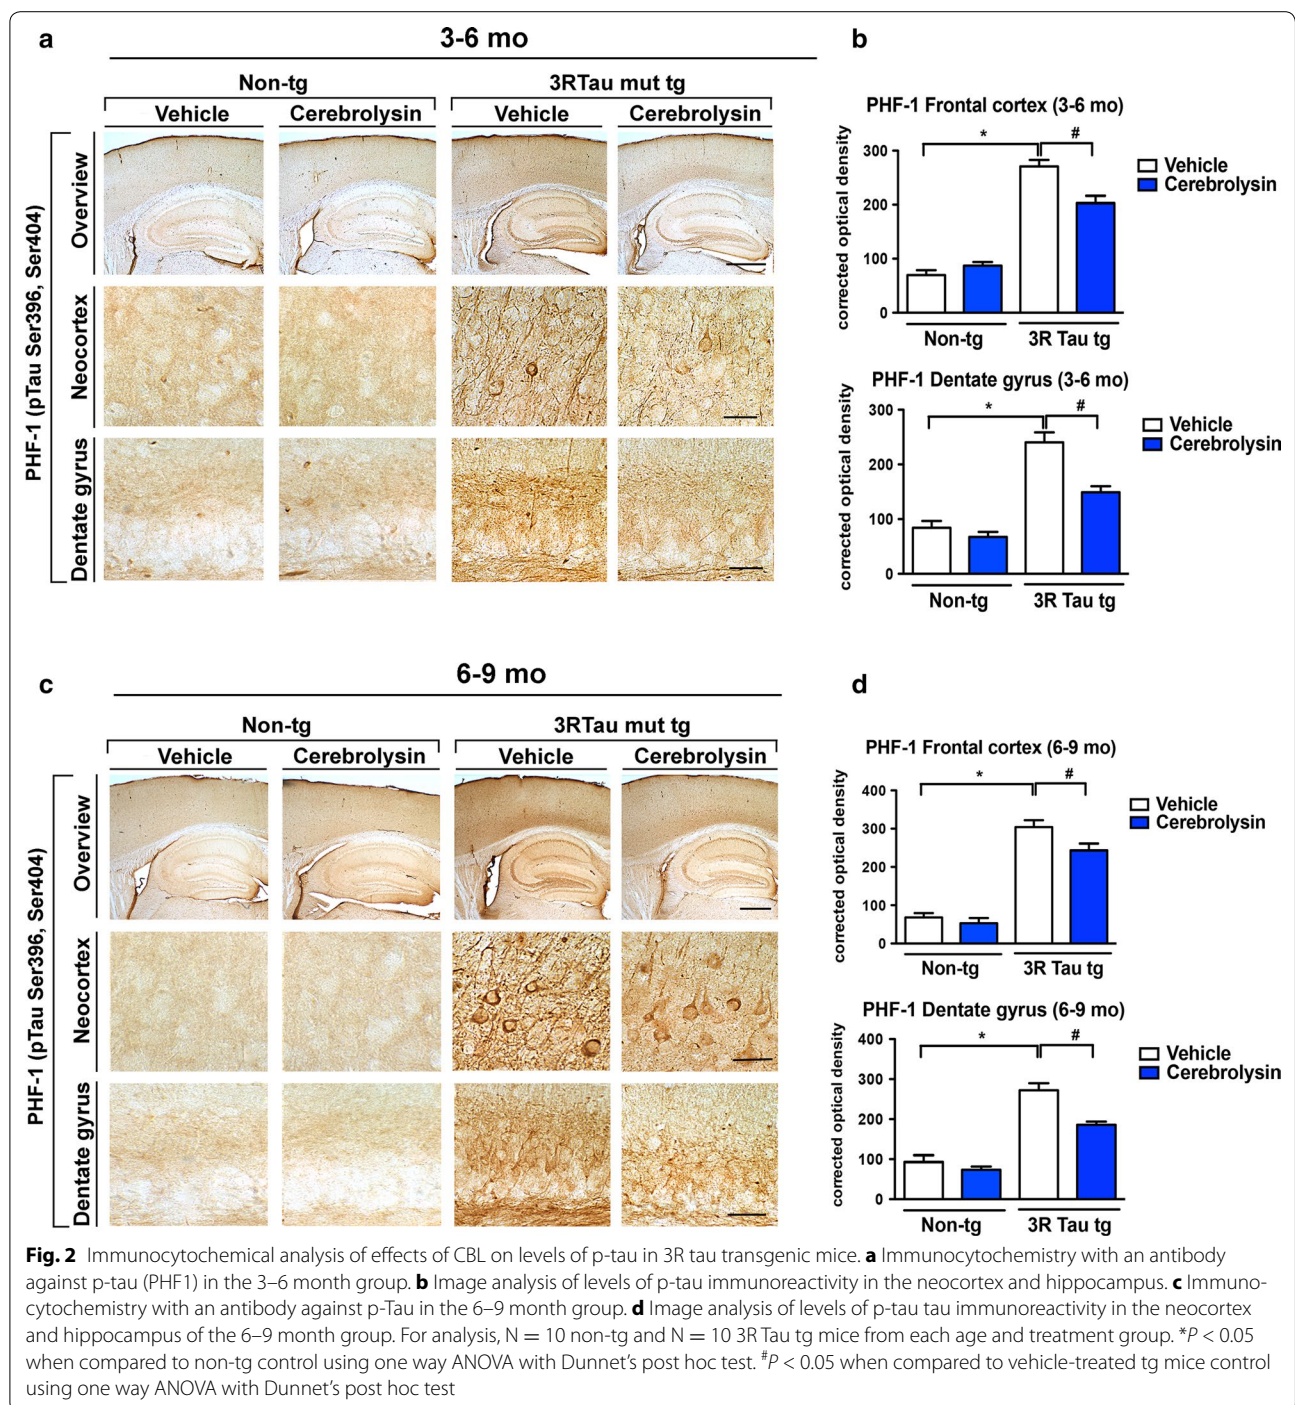 a
3-6 mo
Non-tg
3RTau mut tg
Vehicle
Cerebrolysin
Vehicle
Cerebrolysin
PHF-1 (pTau Ser396, Ser404)
Overview
Neocortex
Dentate gyrus
b
PHF-1 Frontal cortex (3-6 mo)
corrected optical density
300
200
100
0
*
#
Vehicle
Cerebrolysin
Non-tg
3R Tau tg
PHF-1 Dentate gyrus (3-6 mo)
corrected optical density
300
200
100
0
*
#
Vehicle
Cerebrolysin
Non-tg
3R Tau tg
c
6-9 mo
Non-tg
3RTau mut tg
Vehicle
Cerebrolysin
Vehicle
Cerebrolysin
PHF-1 (pTau Ser396, Ser404)
Overview
Neocortex
Dentate gyrus
d
PHF-1 Frontal cortex (6-9 mo)
corrected optical density
400
300
200
100
0
*
#
Vehicle
Cerebrolysin
Non-tg
3R Tau tg
PHF-1 Dentate gyrus (6-9 mo)
corrected optical density
400
300
200
100
0
*
#
Vehicle
Cerebrolysin
Non-tg
3R Tau tg
Fig. 2 Immunocytochemical analysis of effects of CBL on levels of p-tau in 3R tau transgenic mice. a Immunocytochemistry with an antibody
against p-tau (PHF1) in the 3–6 month group. b Image analysis of levels of p-tau immunoreactivity in the neocortex and hippocampus. c Immuno-
cytochemistry with an antibody against p-Tau in the 6–9 month group. d Image analysis of levels of p-tau tau immunoreactivity in the neocortex
and hippocampus of the 6–9 month group. For analysis, N = 10 non-tg and N = 10 3R Tau tg mice from each age and treatment group. *P < 0.05
when compared to non-tg control using one way ANOVA with Dunnet's post hoc test. #P < 0.05 when compared to vehicle-treated tg mice control
using one way ANOVA with Dunnet's post hoc test